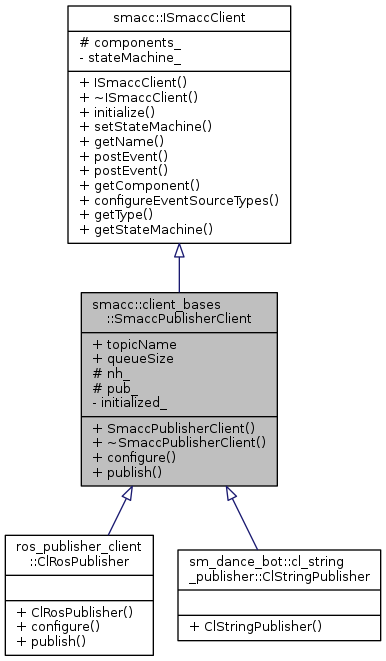 smacc::ISmaccClient
# components_
- stateMachine_
+ ISmaccClient()
+ ~ISmaccClient()
+ initialize()
+ setStateMachine()
+ getName()
+ postEvent()
+ postEvent()
+ getComponent()
+ configureEventSourceTypes()
+ getType()
+ getStateMachine()
smacc::client_bases
::SmaccPublisherClient
+ topicName
+ queueSize
# nh_
# pub_
- initialized_
+ SmaccPublisherClient()
+ ~SmaccPublisherClient()
+ configure()
+ publish()
ros_publisher_client
::ClRosPublisher
+ ClRosPublisher()
+ configure()
+ publish()
sm_dance_bot::cl_string
_publisher::ClStringPublisher
+ ClStringPublisher()